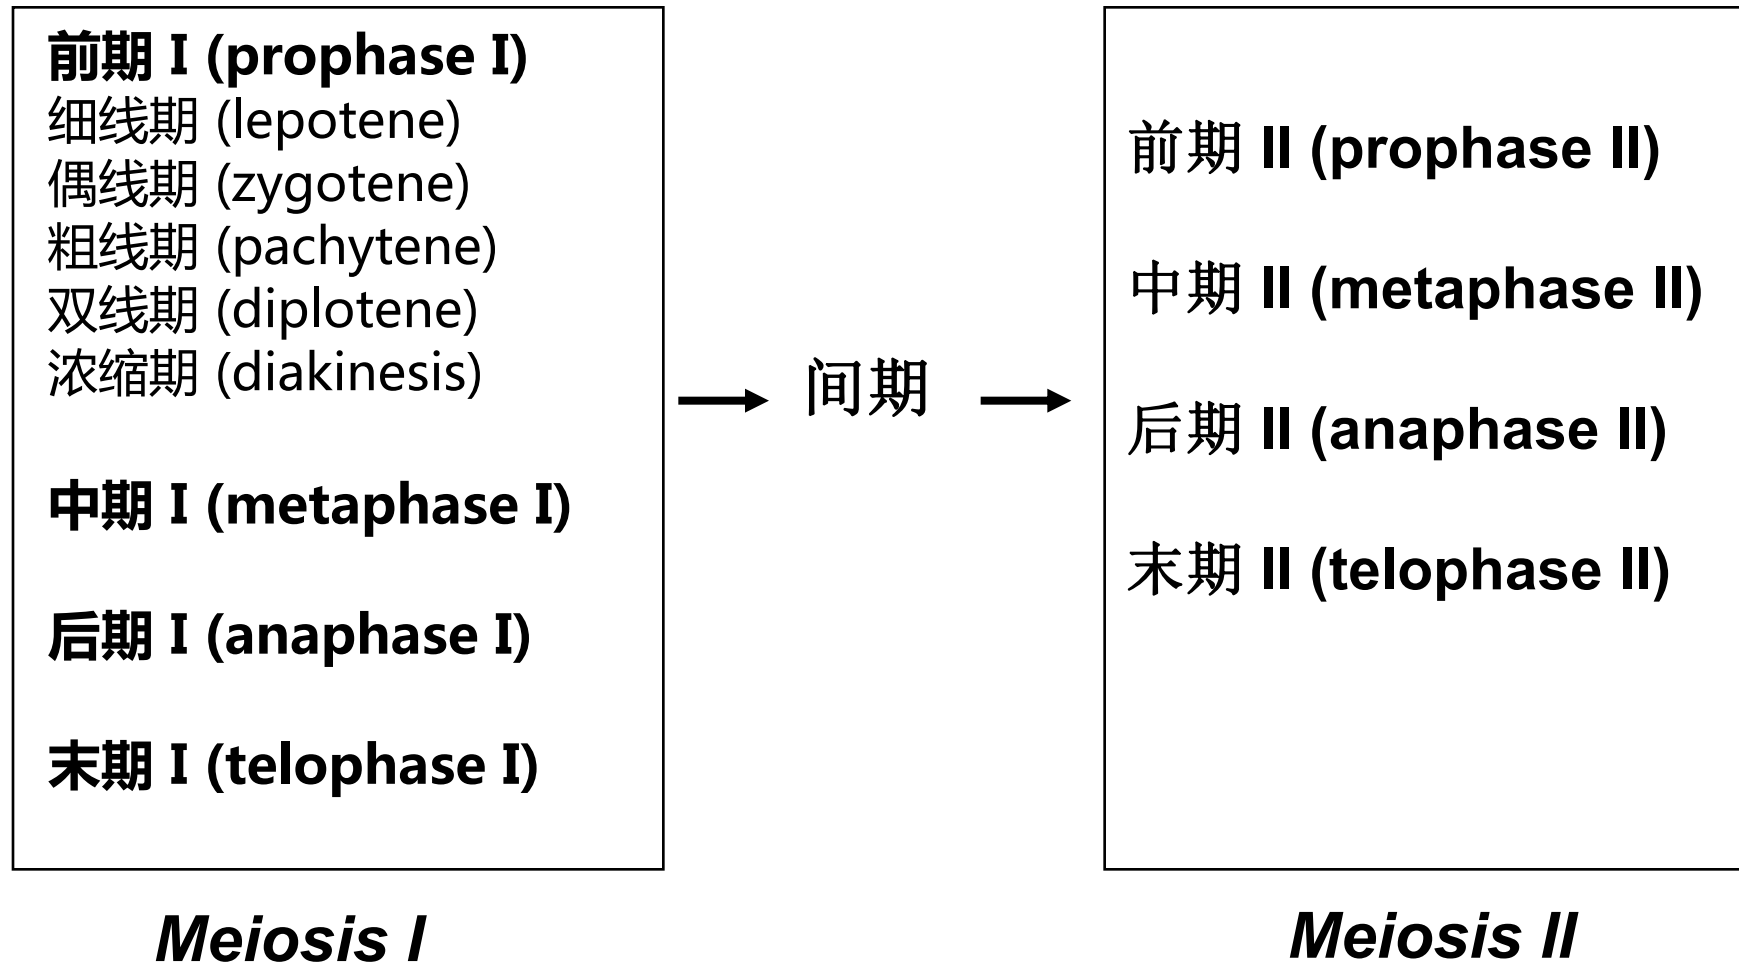 前期 I (prophase I)
细线期 (lepotene)
偶线期 (zygotene)
粗线期 (pachytene)
双线期 (diplotene)
浓缩期 (diakinesis)
中期 I (metaphase I)
后期 I (anaphase I)
末期 I (telophase I)
Meiosis I
间期
前期 II (prophase II)
中期 II (metaphase II)
后期 II (anaphase II)
末期 II (telophase II)
Meiosis II